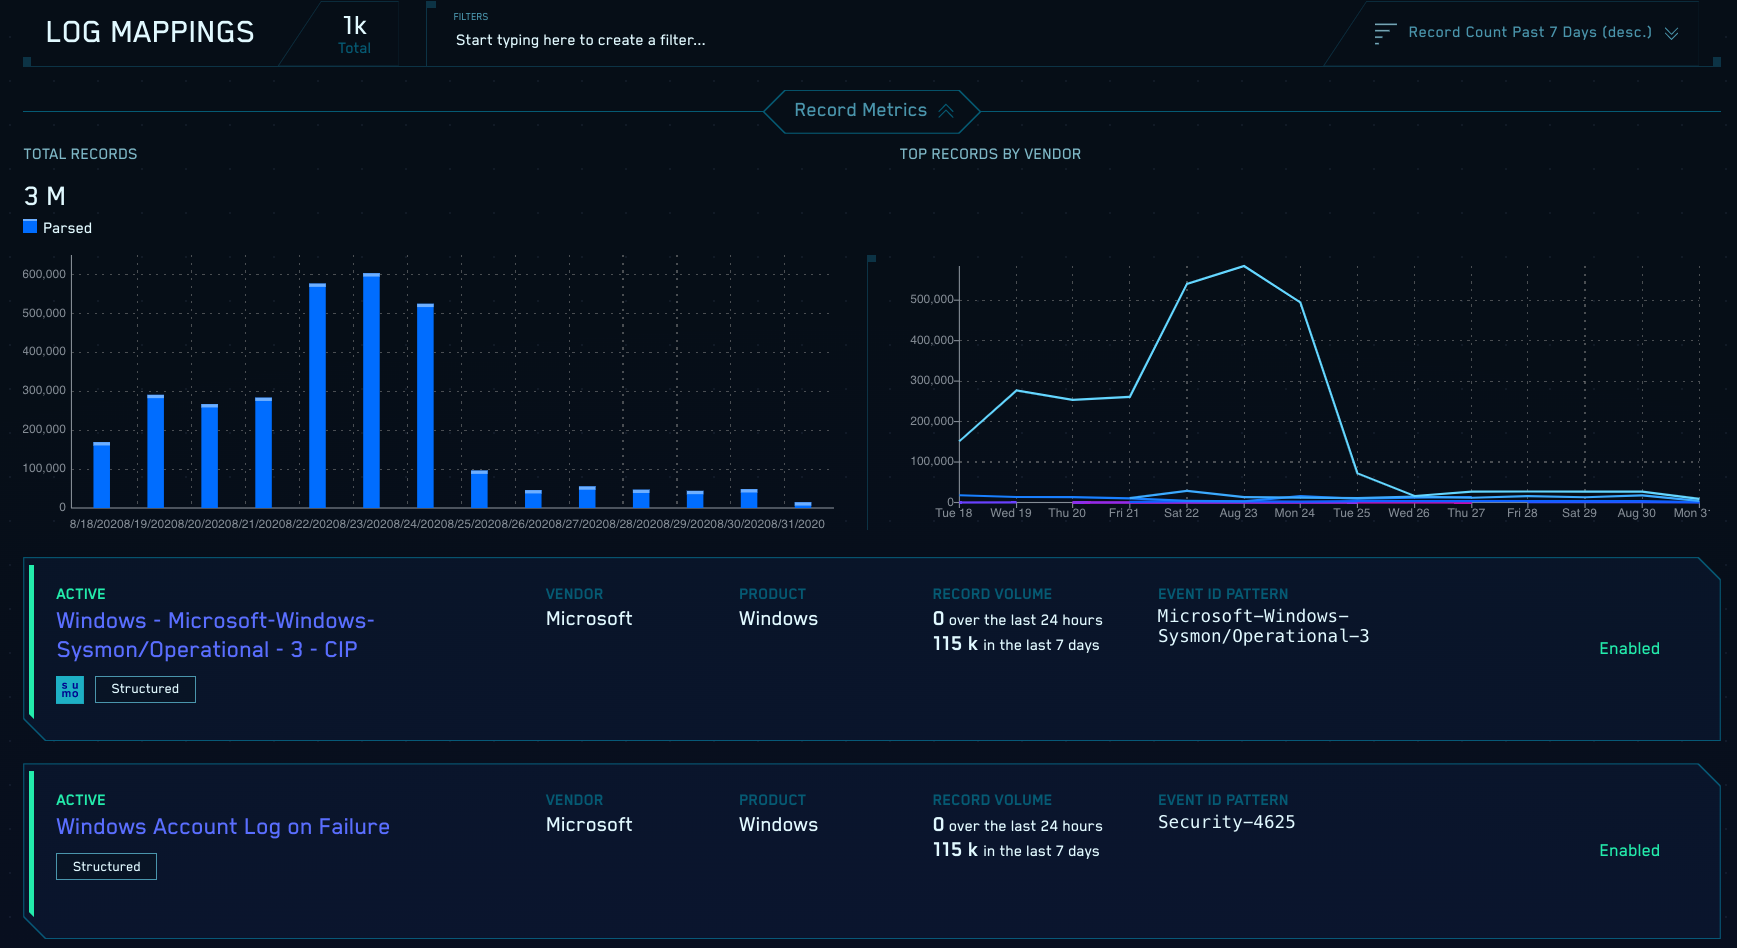 LOG MAPPINGS
1k
Total
FILTERS
Start typing here to create a filter...
Record Count Past 7 Days (desc.)
Record Metrics
TOTAL RECORDS
3 M
Parsed
600,000
500,000
400,000
300,000
200,000
100,000
0
8/18/2020 8/19/2020 8/20/2020 8/21/2020 8/22/2020 8/23/2020 8/24/2020 8/25/2020 8/26/2020 8/27/2020 8/28/2020 8/29/2020 8/30/2020 8/31/2020
TOP RECORDS BY VENDOR
500,000
400,000
300,000
200,000
100,000
0
Tue 18 Wed 19 Thu 20 Fri 21 Sat 22 Aug 23 Mon 24 Tue 25 Wed 26 Thu 27 Fri 28 Sat 29 Aug 30 Mon 3
ACTIVE
Windows - Microsoft-Windows-
Sysmon/Operational - 3 - CIP
su
mo
Structured
VENDOR
Microsoft
PRODUCT
Windows
RECORD VOLUME
0 over the last 24 hours
115 k in the last 7 days
EVENT ID PATTERN
Microsoft-Windows-
Sysmon/Operational-3
Enabled
ACTIVE
Windows Account Log on Failure
Structured
VENDOR
Microsoft
PRODUCT
Windows
RECORD VOLUME
0 over the last 24 hours
115 k in the last 7 days
EVENT ID PATTERN
Security-4625
Enabled